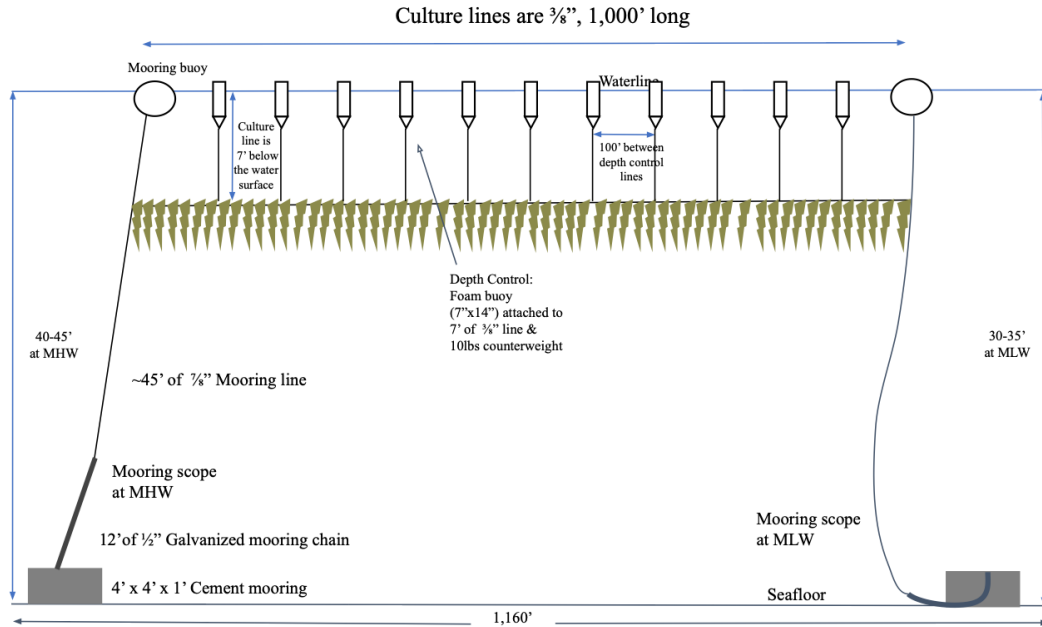 Culture lines are ⅜”, 1,000’ long
Mooring buoy
Waterline
Culture
line is
7’ below
the water
surface
100’ between
depth control
lines
Depth Control:
Foam buoy
(7”x14”) attached to
7’ of ⅜” line &
10lbs counterweight
40-45’
at MHW
30-35’
at MLW
~45’ of ⅞” Mooring line
Mooring scope
at MHW
Mooring scope
at MLW
12’of ½” Galvanized mooring chain
4’ x 4’ x 1’ Cement mooring
Seafloor
1,160’